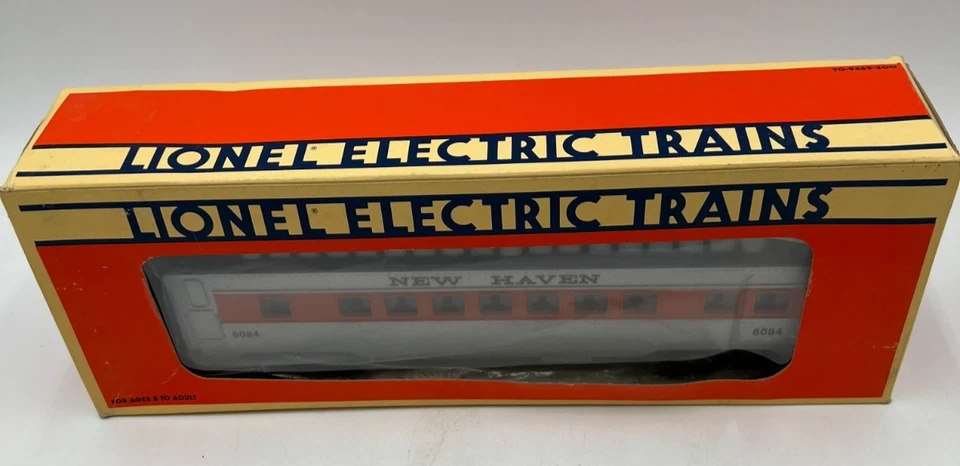 LIONEL® ELECTRIC TRAINS
LIONEL® ELECTRIC TRAINS
NEW HAVEN
6084 6084
FOR AGES 8 TO ADULT